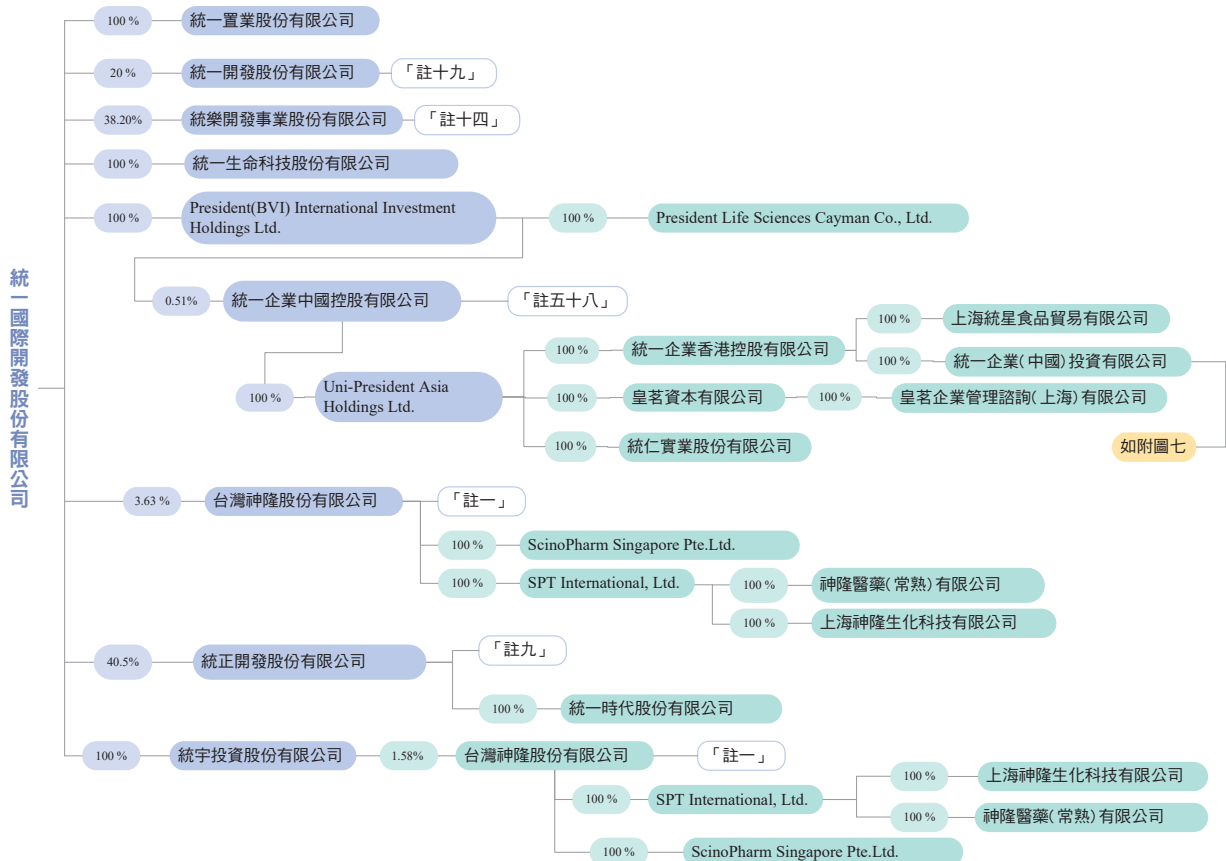 統一國際開發股份有限公司
100 %
統一置業股份有限公司
20 %
統一開發股份有限公司
「註十九」
38.20%
統樂開發事業股份有限公司
「註十四」
100 %
統一生命科技股份有限公司
100 %
President(BVI) International Investment
Holdings Ltd.
100 %
President Life Sciences Cayman Co., Ltd.
0.51%
統一企業中國控股有限公司
「註五十八」
100 %
Uni-President Asia
Holdings Ltd.
100 %
統一企業香港控股有限公司
100 %
上海統星食品貿易有限公司
100 %
統一企業(中國)投資有限公司
如附圖七
100 %
皇茗資本有限公司
100 %
皇茗企業管理諮詢(上海)有限公司
100 %
統仁實業股份有限公司
3.63 %
台灣神隆股份有限公司
「註一」
100 %
ScinoPharm Singapore Pte.Ltd.
100 %
SPT International, Ltd.
100 %
神隆醫藥(常熟)有限公司
100 %
上海神隆生化科技有限公司
40.5%
統正開發股份有限公司
「註九」
100 %
統一時代股份有限公司
100 %
統宇投資股份有限公司
1.58%
台灣神隆股份有限公司
「註一」
100 %
SPT International, Ltd.
100 %
上海神隆生化科技有限公司
100 %
神隆醫藥(常熟)有限公司
100 %
ScinoPharm Singapore Pte.Ltd.